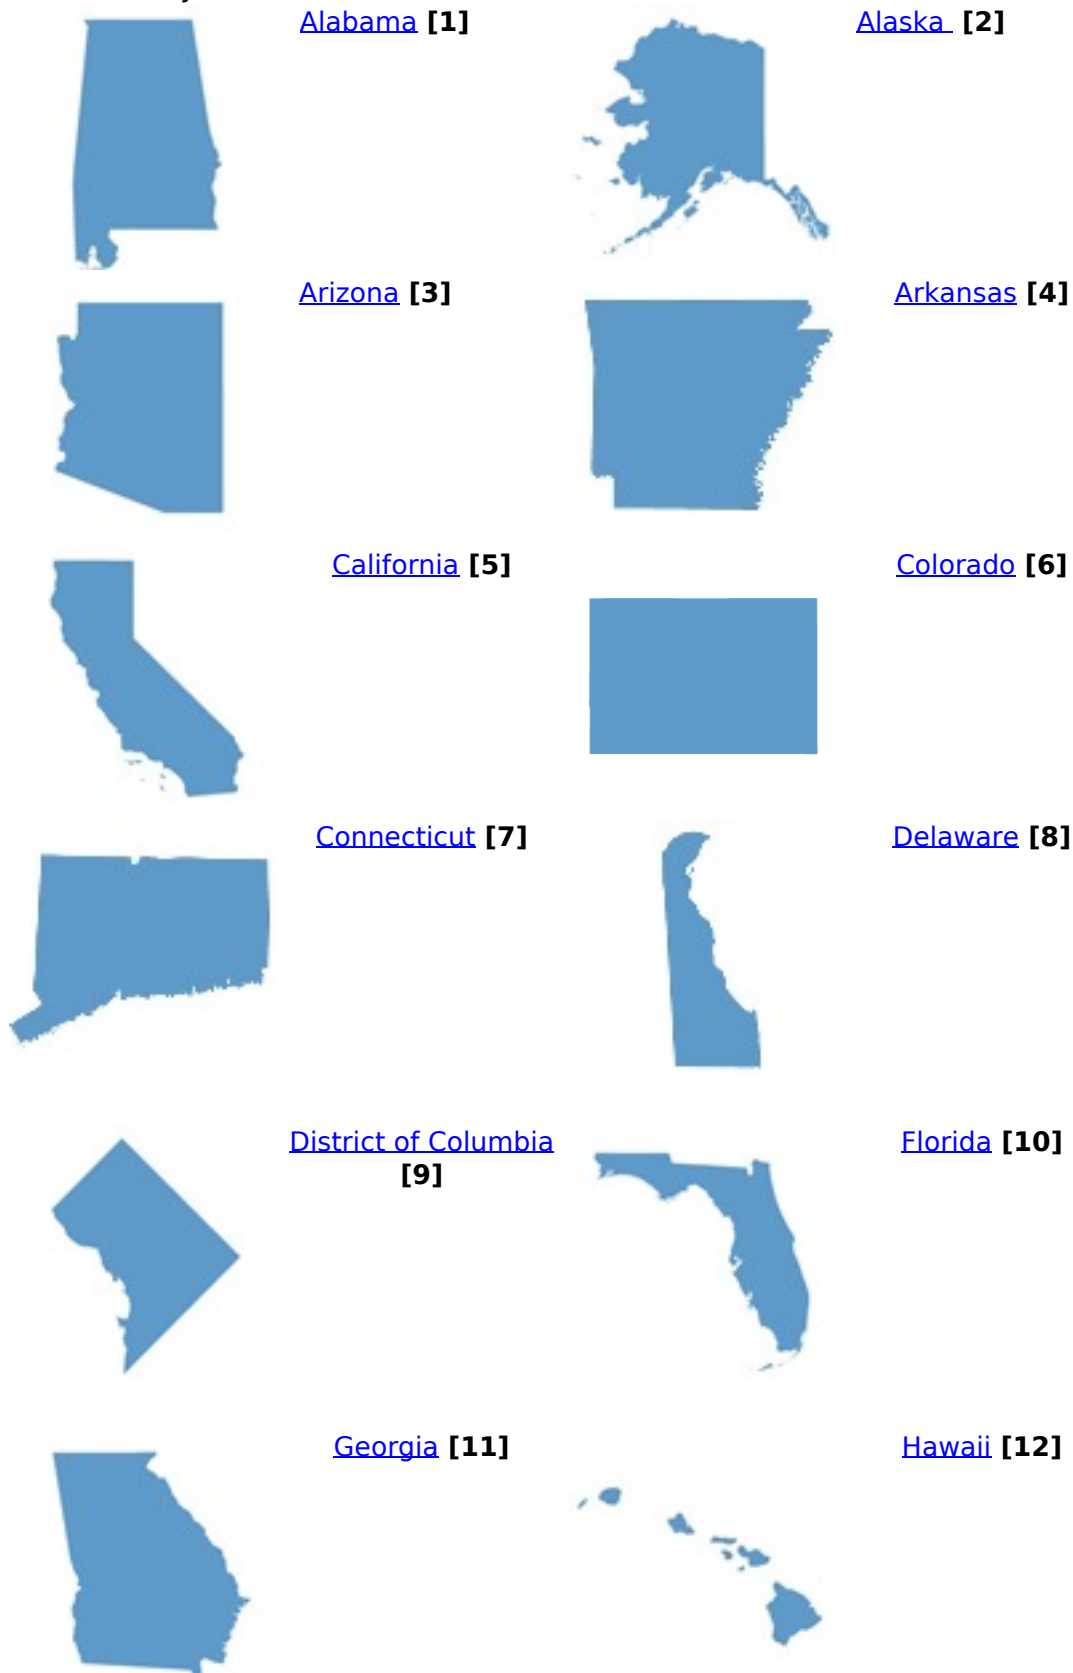 Alabama [1]
Alaska [2]
Arizona [3]
Arkansas [4]
California [5]
Colorado [6]
Connecticut [7]
Delaware [8]
District of Columbia
[9]
Florida [10]
Georgia [11]
Hawaii [12]